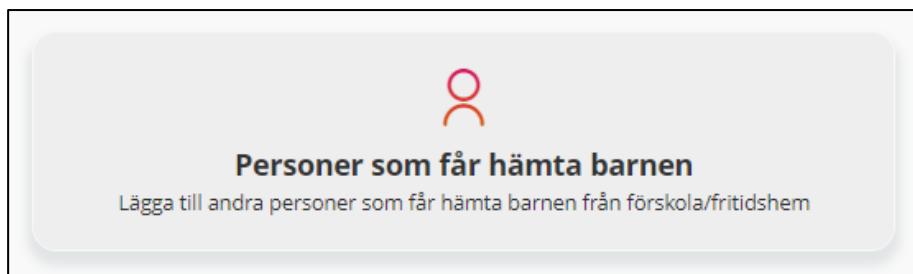 Personer som får hämta barnen
Lägga till andra personer som får hämta barnen från förskola/fritidshem